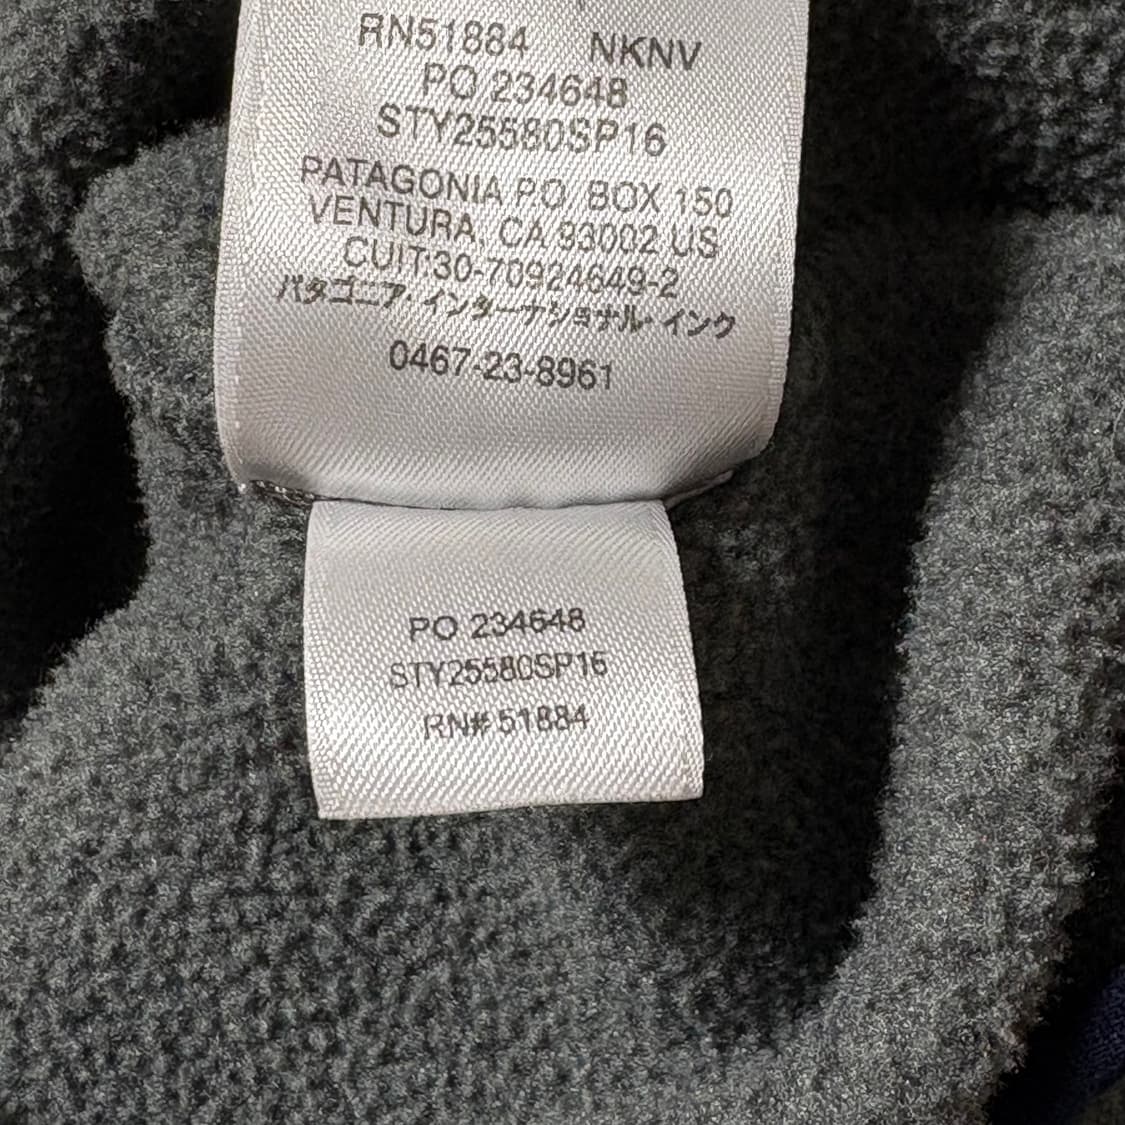 RN51884 NKNV
PO 234648
STY25580SP16
PATAGONIA P.O. BOX 150
VENTURA, CA 93002 US
CUIT:30-70924649-2
パタゴニア・インターナショナル・インク
0467-23-8961
PO 234648
STY25580SP16
RN# 51884